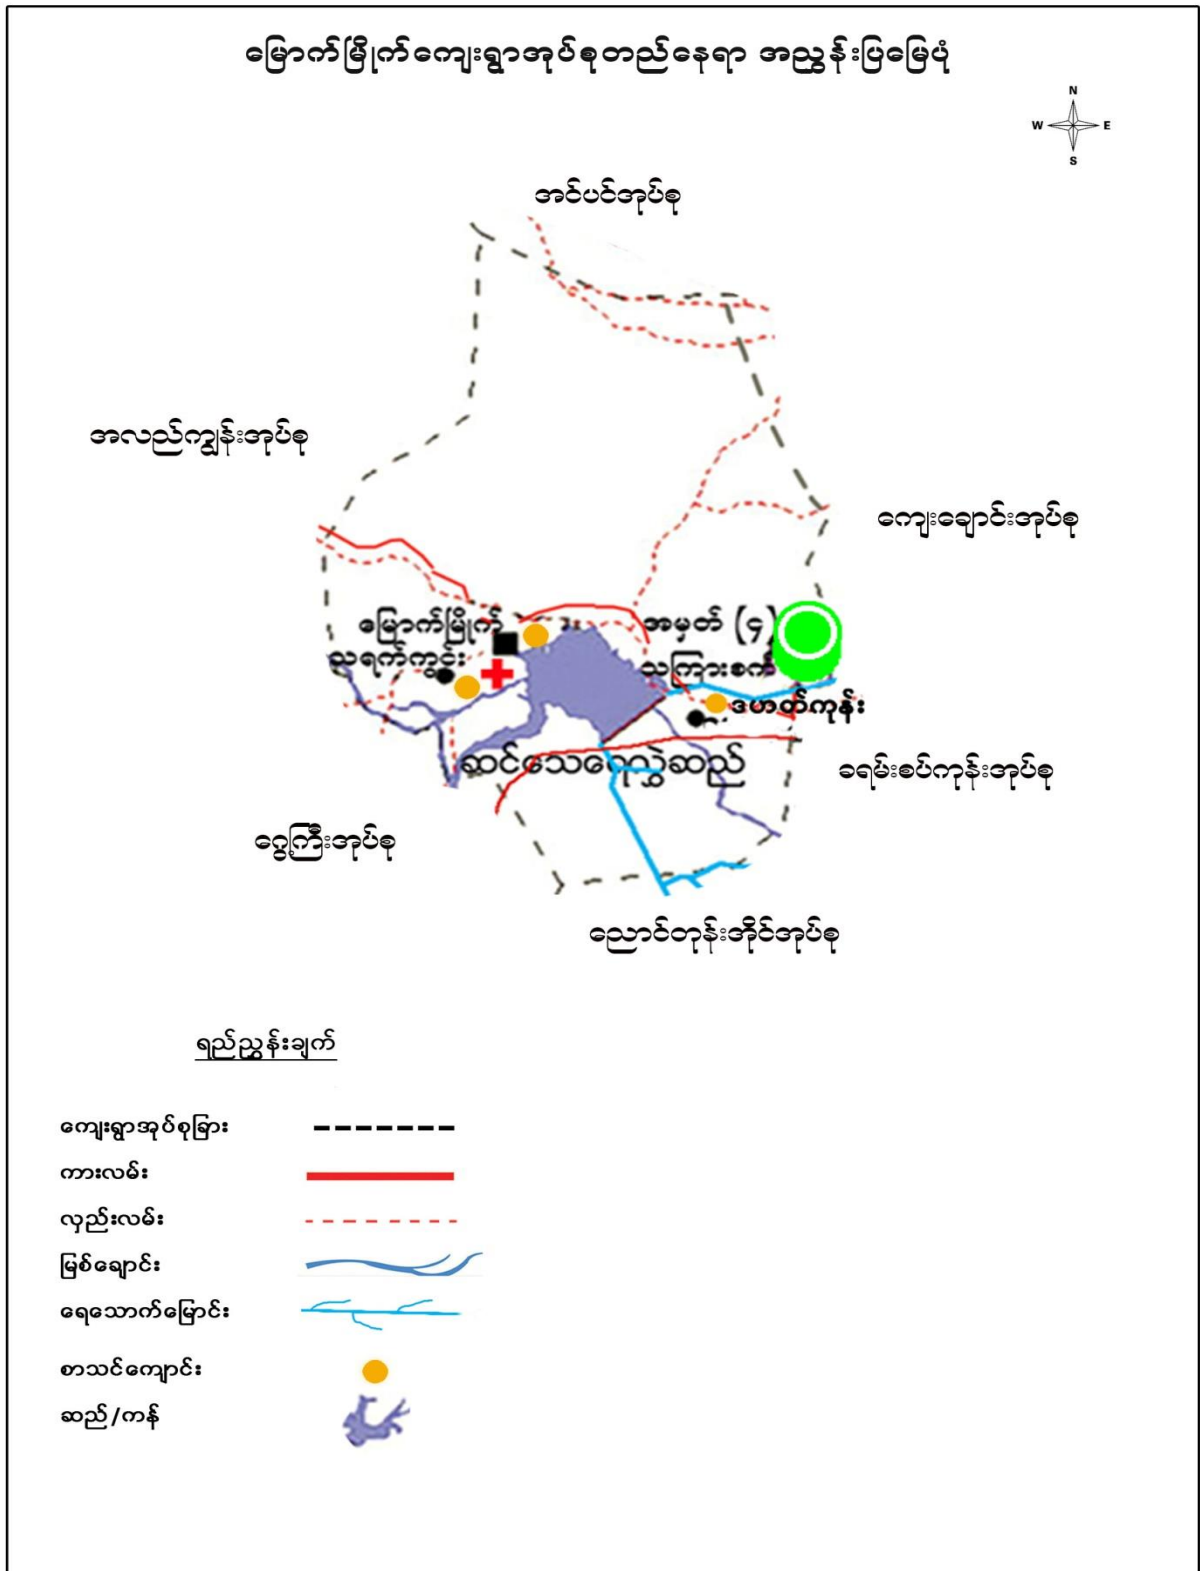 မြောက်မြိုက်ကျေးရွာအုပ်စုတည်နေရာ အညွှန်းပြမြေပုံ
N
W E
S
အင်ပင်အုပ်စု
အလည်ကျွန်းအုပ်စု
ကျေးချောင်းအုပ်စု
မြောက်မြိုက်
အမှတ် (၄)
သရက်ကွင်း
သကြားစက်
ဒဟတ်ကုန်း
ဆင်သေရေလွှဲဆည်
ခရမ်းစပ်ကုန်းအုပ်စု
ငွေ့ကြီးအုပ်စု
ညောင်တုန်းအိုင်အုပ်စု
ရည်ညွှန်းချက်
ကျေးရွာအုပ်စုခြား
ကားလမ်း
လှည်းလမ်း
မြစ်ချောင်း
ရေသောက်မြောင်း
စာသင်ကျောင်း
ဆည်/ကန်